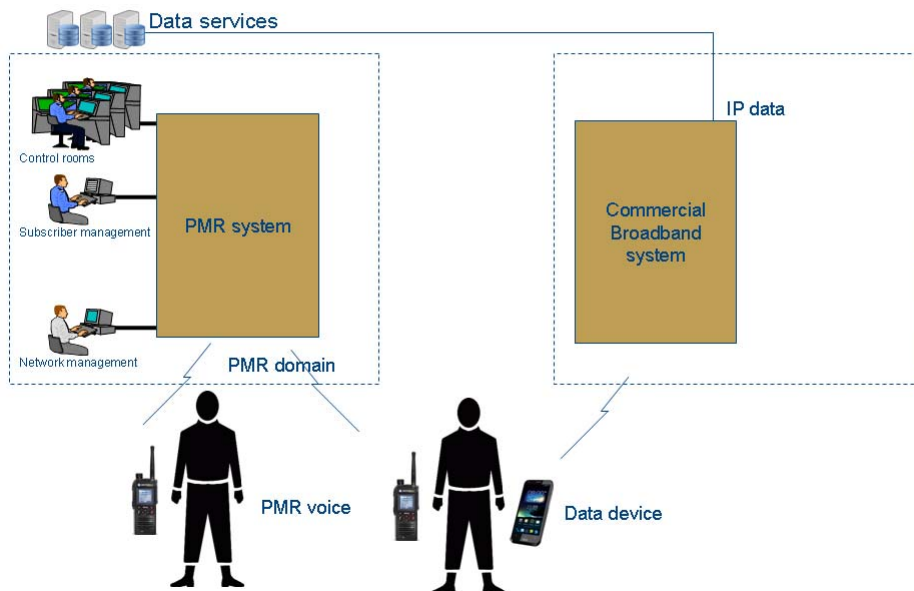 Data services
IP data
Control rooms
Subscriber management
PMR system
Commercial
Broadband
system
Network management
PMR domain
PMR voice
Data device